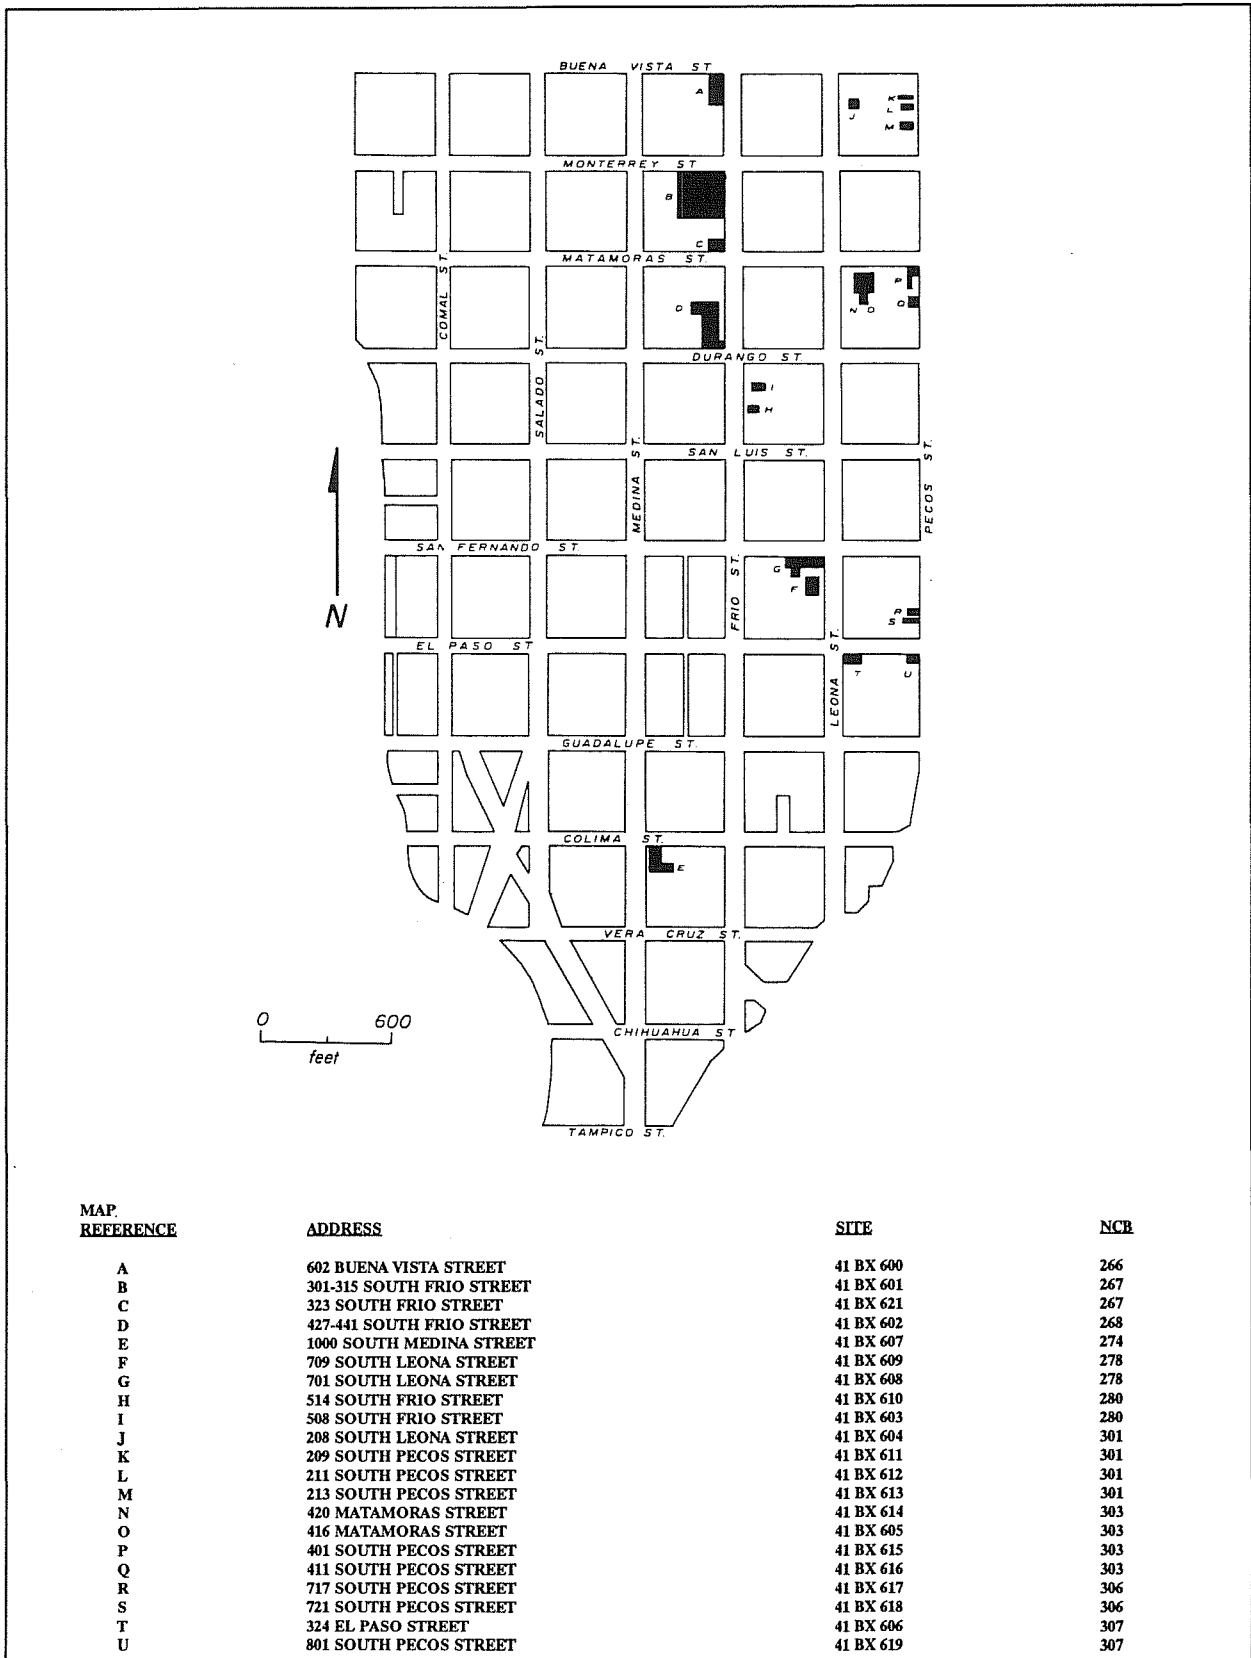 BUENA VISTA ST
A
J
K
L
M
MONTERREY ST
B
C
MATAMORAS ST.
COMAL ST.
D
N O
P
Q
SALADO ST.
DURANGO ST.
I
H
MEDINA ST.
SAN LUIS ST.
PECOS ST.
N
SAN FERNANDO ST.
FRIO ST.
G
F
R
S
EL PASO ST
LEONA ST.
T
U
GUADALUPE ST.
COLIMA ST.
E
VERA CRUZ ST.
0 600
feet
CHIHUAHUA ST
TAMPICO ST.
MAP
REFERENCE ADDRESS SITE NCB
A 602 BUENA VISTA STREET 41 BX 600 266
B 301-315 SOUTH FRIO STREET 41 BX 601 267
C 323 SOUTH FRIO STREET 41 BX 621 267
D 427-441 SOUTH FRIO STREET 41 BX 602 268
E 1000 SOUTH MEDINA STREET 41 BX 607 274
F 709 SOUTH LEONA STREET 41 BX 609 278
G 701 SOUTH LEONA STREET 41 BX 608 278
H 514 SOUTH FRIO STREET 41 BX 610 280
I 508 SOUTH FRIO STREET 41 BX 603 280
J 208 SOUTH LEONA STREET 41 BX 604 301
K 209 SOUTH PECOS STREET 41 BX 611 301
L 211 SOUTH PECOS STREET 41 BX 612 301
M 213 SOUTH PECOS STREET 41 BX 613 301
N 420 MATAMORAS STREET 41 BX 614 303
O 416 MATAMORAS STREET 41 BX 605 303
P 401 SOUTH PECOS STREET 41 BX 615 303
Q 411 SOUTH PECOS STREET 41 BX 616 303
R 717 SOUTH PECOS STREET 41 BX 617 306
S 721 SOUTH PECOS STREET 41 BX 618 306
T 324 EL PASO STREET 41 BX 606 307
U 801 SOUTH PECOS STREET 41 BX 619 307